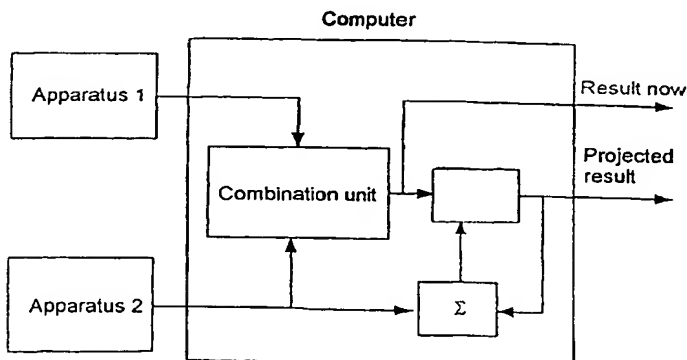 Computer
Apparatus 1
Result now
Projected
result
Combination unit
Apparatus 2
Σ